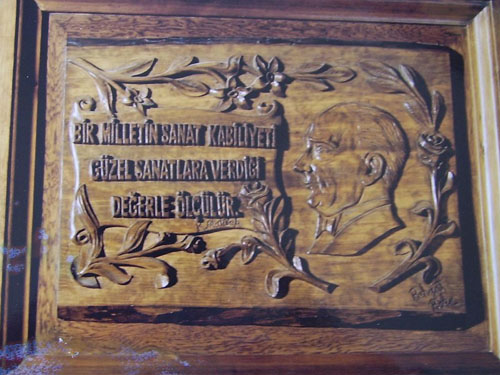 BİR MİLLETİN SANAT KABİLİYETİ
GÜZEL SANATLARA VERDİĞİ
DEĞERLE ÖLÇÜLÜR